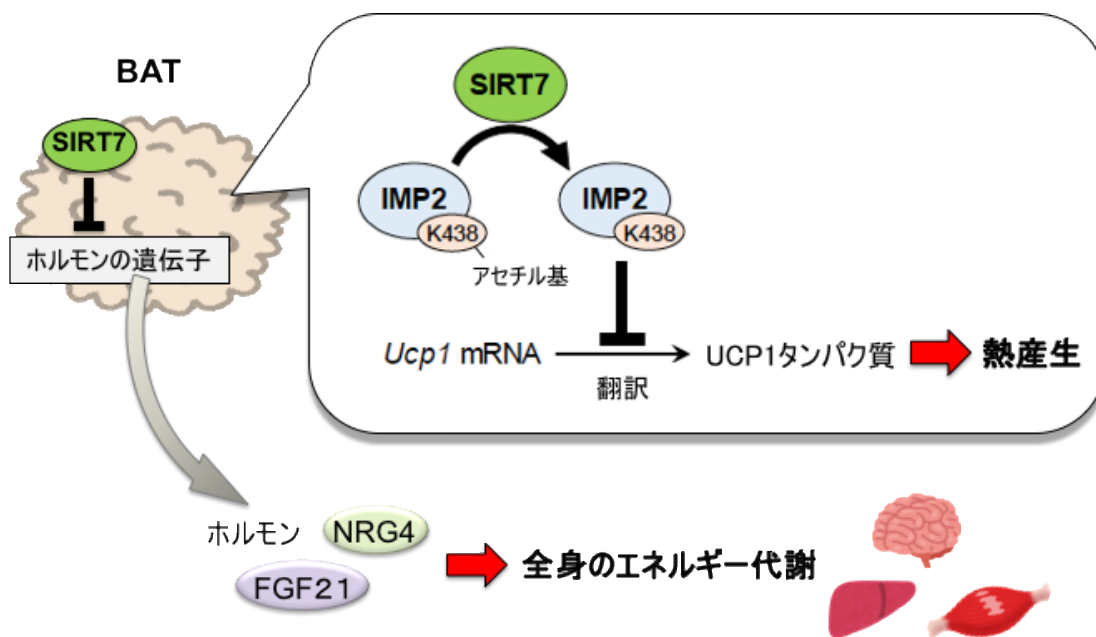 BAT
SIRT7
ホルモンの遺伝子
SIRT7
IMP2
K438
IMP2
K438
アセチル基
Ucp1 mRNA
翻訳
UCP1タンパク質
熱産生
ホルモン
NRG4
FGF21
全身のエネルギー代謝